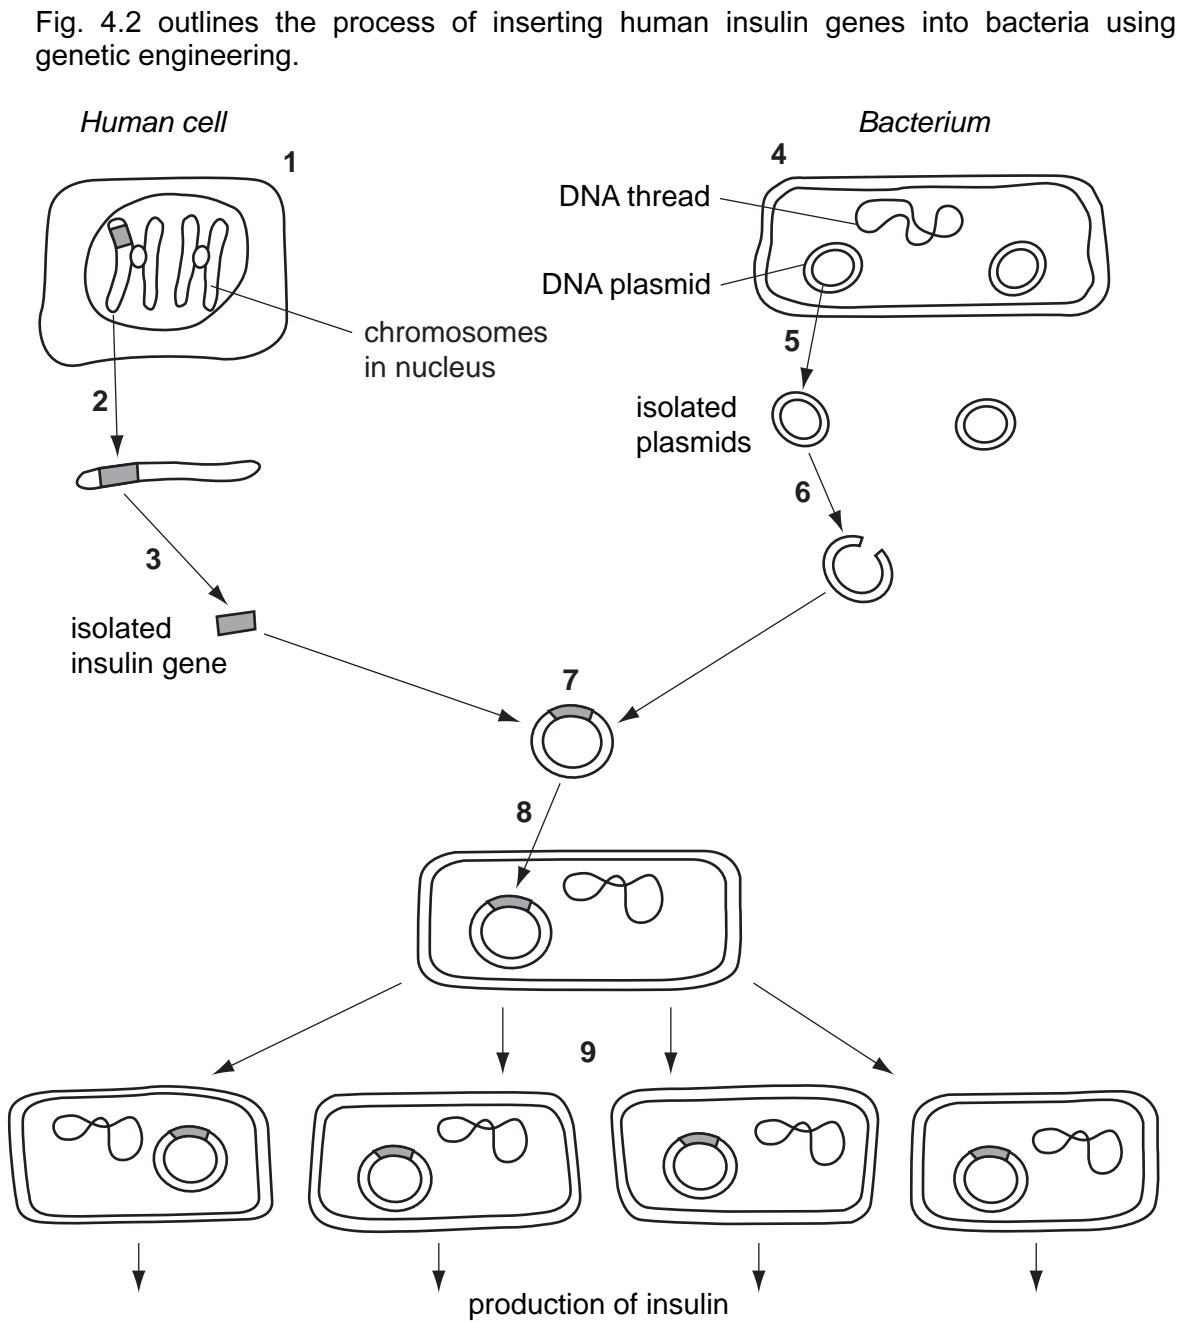 Fig. 4.2 outlines the process of inserting human insulin genes into bacteria using
genetic engineering.
Human cell
Bacterium
1
4
DNA thread
DNA plasmid
chromosomes
in nucleus
5
2
isolated
plasmids
6
3
isolated
insulin gene
7
8
9
production of insulin